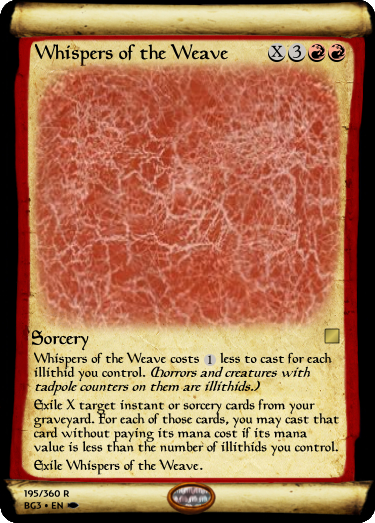 Whispers of the Weave X 3
Sorcery
Whispers of the Weave costs 1 less to cast for each
illithid you control. (Horrors and creatures with
tadpole counters on them are illithids.)
Exile X target instant or sorcery cards from your
graveyard. For each of those cards, you may cast that
card without paying its mana cost if its mana
value is less than the number of illithids you control.
Exile Whispers of the Weave.
195/360 R
BG3 • EN